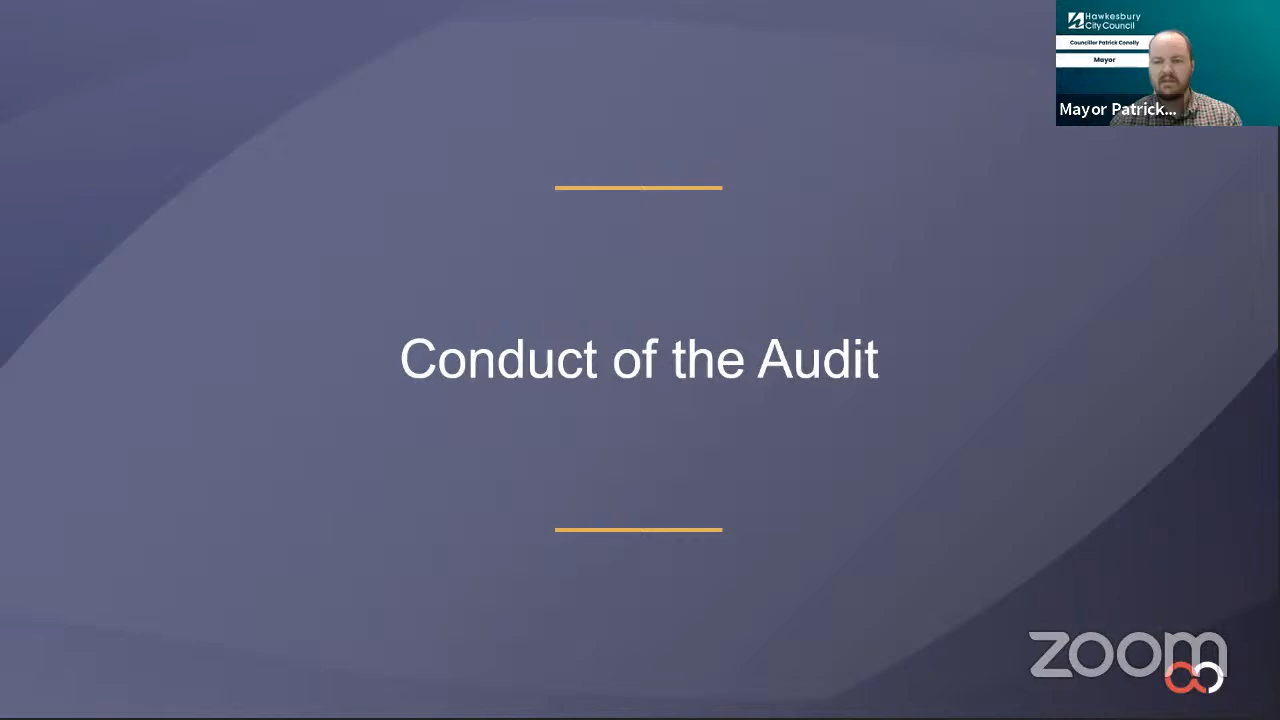 Hawkesbury
City Council
Councillor Patrick Conolly
Mayor
Mayor Patrick...
Conduct of the Audit
zoom